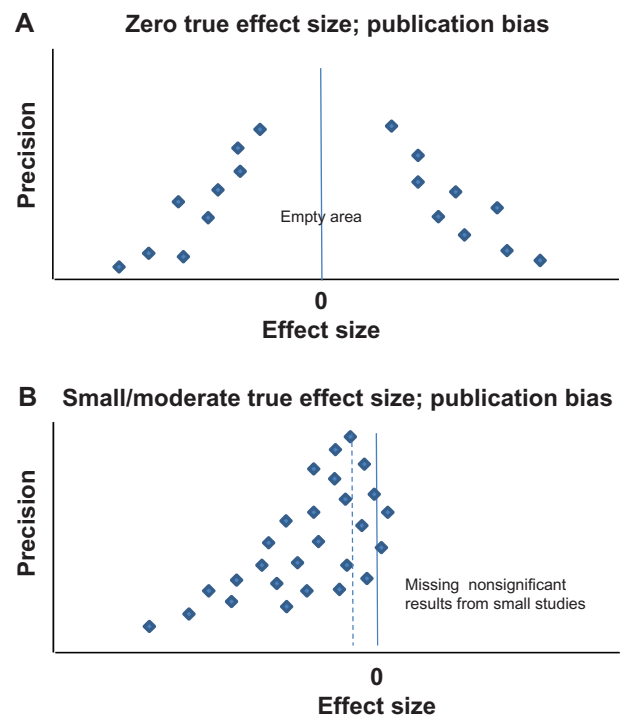 A Zero true effect size; publication bias
Precision
Empty area
0
Effect size
B Small/moderate true effect size; publication bias
Precision
Missing nonsignificant
results from small studies
0
Effect size